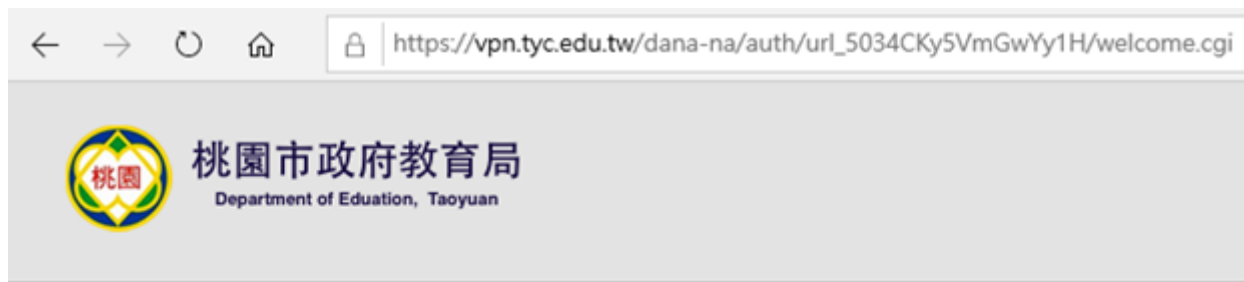 https://vpn.tyc.edu.tw/dana-na/auth/url_5034CKy5VmGwYy1H/welcome.cgi
桃園
桃園市政府教育局
Department of Eduation, Taoyuan